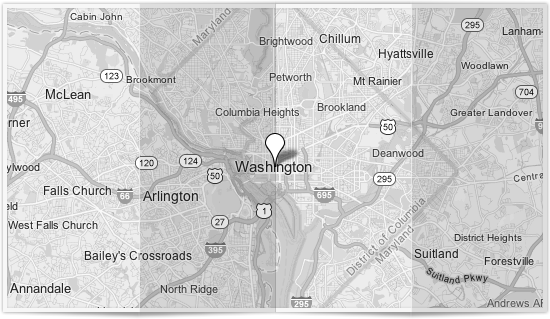 Cabin John
Maryland
Brightwood
Chillum
295
Lanham-
Hyattsville
123
Brookmont
Petworth
Mt Rainier
Woodlawn
McLean
495
704
Columbia Heights
Brookland
Greater Landover
rner
50
Deanwood
ylwood
120
124
Washington
50
295
Centra
Falls Church
66
Arlington
695
eld
1
27
West Falls Church
District of Columbia
Maryland
District Heights
395
Bailey's Crossroads
Suitland
Forestville
Suitland Pkwy
Annandale
North Ridge
295
Andrews AF